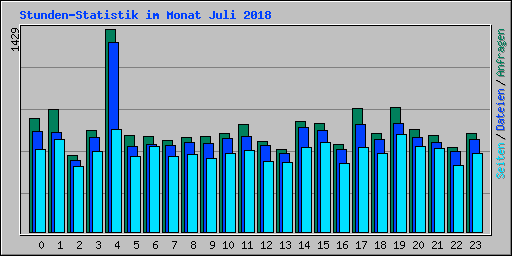 Stunden-Statistik im Monat Juli 2018
1429
Seiten / Dateien / Anfragen
0 1 2 3 4 5 6 7 8 9 10 11 12 13 14 15 16 17 18 19 20 21 22 23